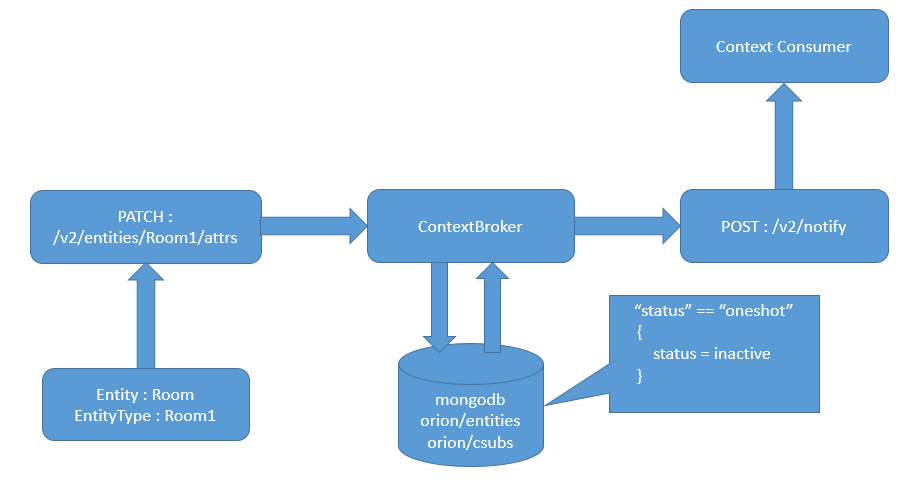 Context Consumer
PATCH :
/v2/entities/Room1/attrs
ContextBroker
POST : /v2/notify
Entity : Room
EntityType : Room1
mongodb
orion/entities
orion/csubs
“status” == “oneshot”
{
status = inactive
}